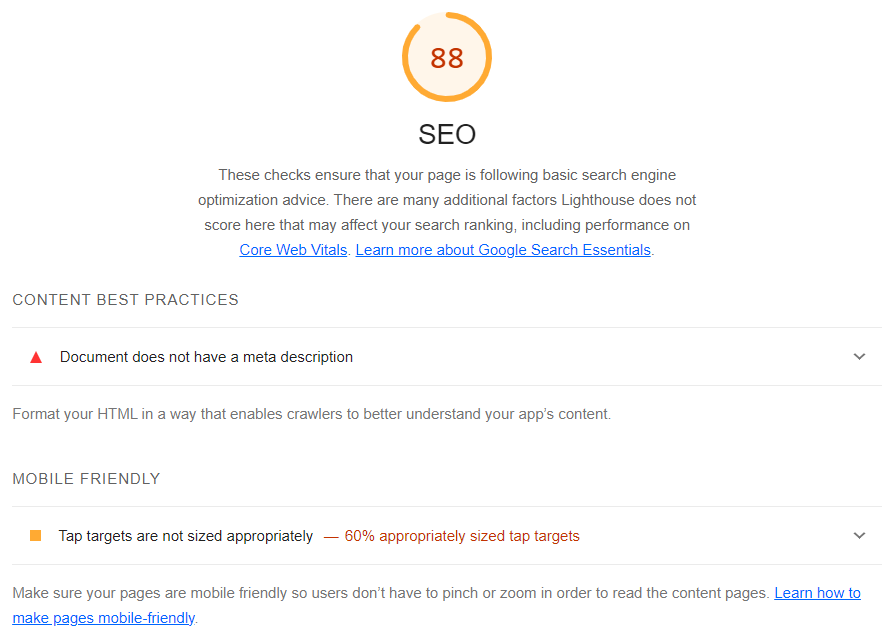 88
SEO
These checks ensure that your page is following basic search engine
optimization advice. There are many additional factors Lighthouse does not
score here that may affect your search ranking, including performance on
Core Web Vitals. Learn more about Google Search Essentials.
CONTENT BEST PRACTICES
Document does not have a meta description
Format your HTML in a way that enables crawlers to better understand your app’s content.
MOBILE FRIENDLY
Tap targets are not sized appropriately — 60% appropriately sized tap targets
Make sure your pages are mobile friendly so users don’t have to pinch or zoom in order to read the content pages. Learn how to
make pages mobile-friendly.